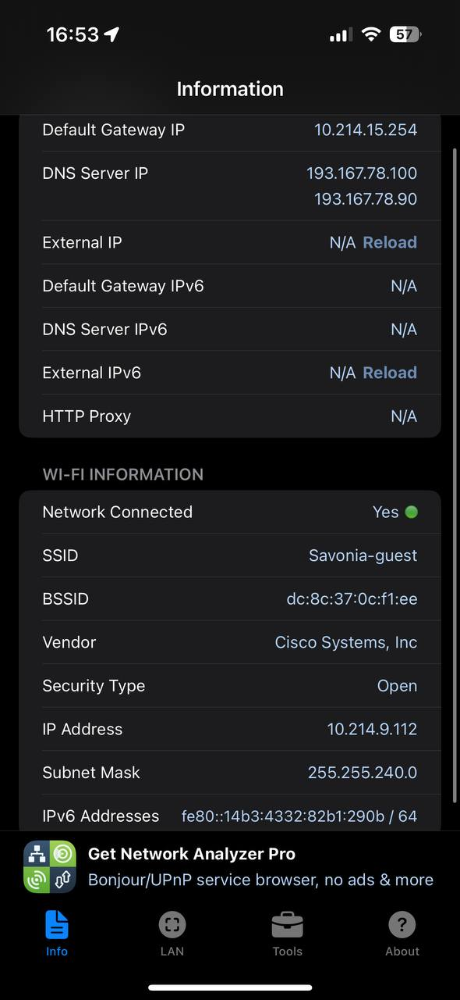 16:53
57
Information
Default Gateway IP 10.214.15.254
DNS Server IP 193.167.78.100
193.167.78.90
External IP N/A Reload
Default Gateway IPv6 N/A
DNS Server IPv6 N/A
External IPv6 N/A Reload
HTTP Proxy N/A
WI-FI INFORMATION
Network Connected Yes
SSID Savonia-guest
BSSID dc:8c:37:0c:f1:ee
Vendor Cisco Systems, Inc
Security Type Open
IP Address 10.214.9.112
Subnet Mask 255.255.240.0
IPv6 Addresses fe80::14b3:4332:82b1:290b / 64
Get Network Analyzer Pro
Bonjour/UPnP service browser, no ads & more
Info LAN Tools About